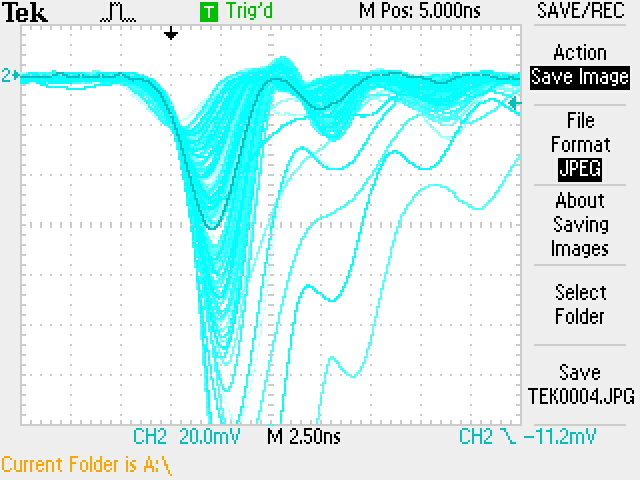 Tek T Trig'd M Pos: 5.000ns SAVE/REC
Action
Save Image
2
File
Format
JPEG
About
Saving
Images
Select
Folder
Save
TEK0004.JPG
CH2 20.0mV M 2.50ns CH2 -11.2mV
Current Folder is A:\